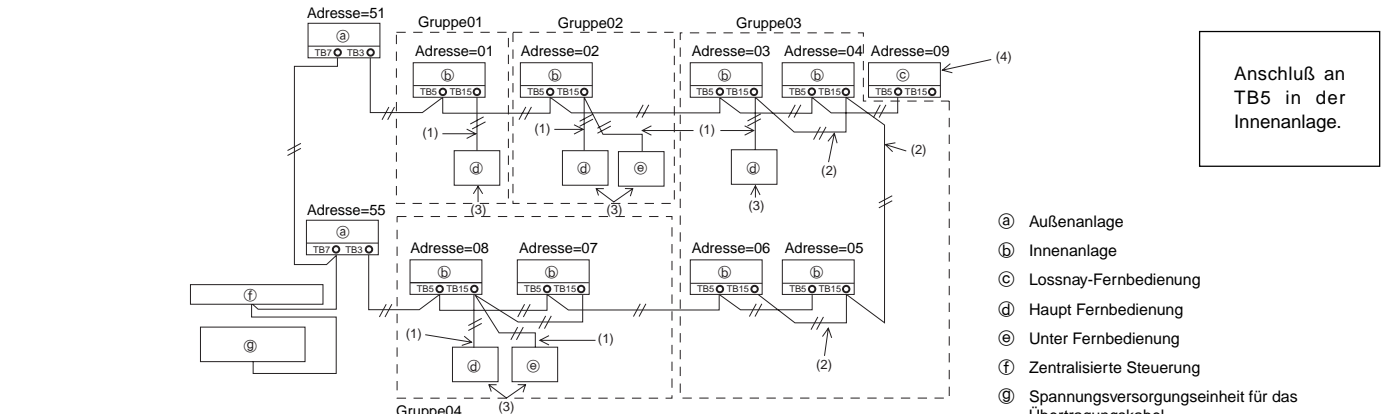 Adresse=51
ⓐ
TB7 TB3
Gruppe01
Gruppe02
Gruppe03
Adresse=01
Adresse=02
Adresse=03
Adresse=04
Adresse=09
ⓑ
ⓑ
ⓑ
ⓑ
ⓒ
(4)
TB5 TB15
TB5 TB15
TB5 TB15
TB5 TB15
TB5 TB15
(1)
(1)
(1)
(2)
(2)
ⓓ
ⓓ
ⓔ
ⓓ
(3)
(3)
(3)
Anschluß an
TB5 in der
Innenanlage.
Adresse=55
ⓐ
TB7 TB3
Adresse=08
Adresse=07
Adresse=06
Adresse=05
ⓑ
ⓑ
ⓑ
ⓑ
TB5 TB15
TB5 TB15
TB5 TB15
TB5 TB15
ⓕ
ⓖ
(1)
(1)
(2)
ⓓ
ⓔ
(3)
Gruppe04
ⓐ Außenanlage
ⓑ Innenanlage
ⓒ Lossnay-Fernbedienung
ⓓ Haupt Fernbedienung
ⓔ Unter Fernbedienung
ⓕ Zentralisierte Steuerung
ⓖ Spannungsversorgungseinheit für das
Übertragungskabel